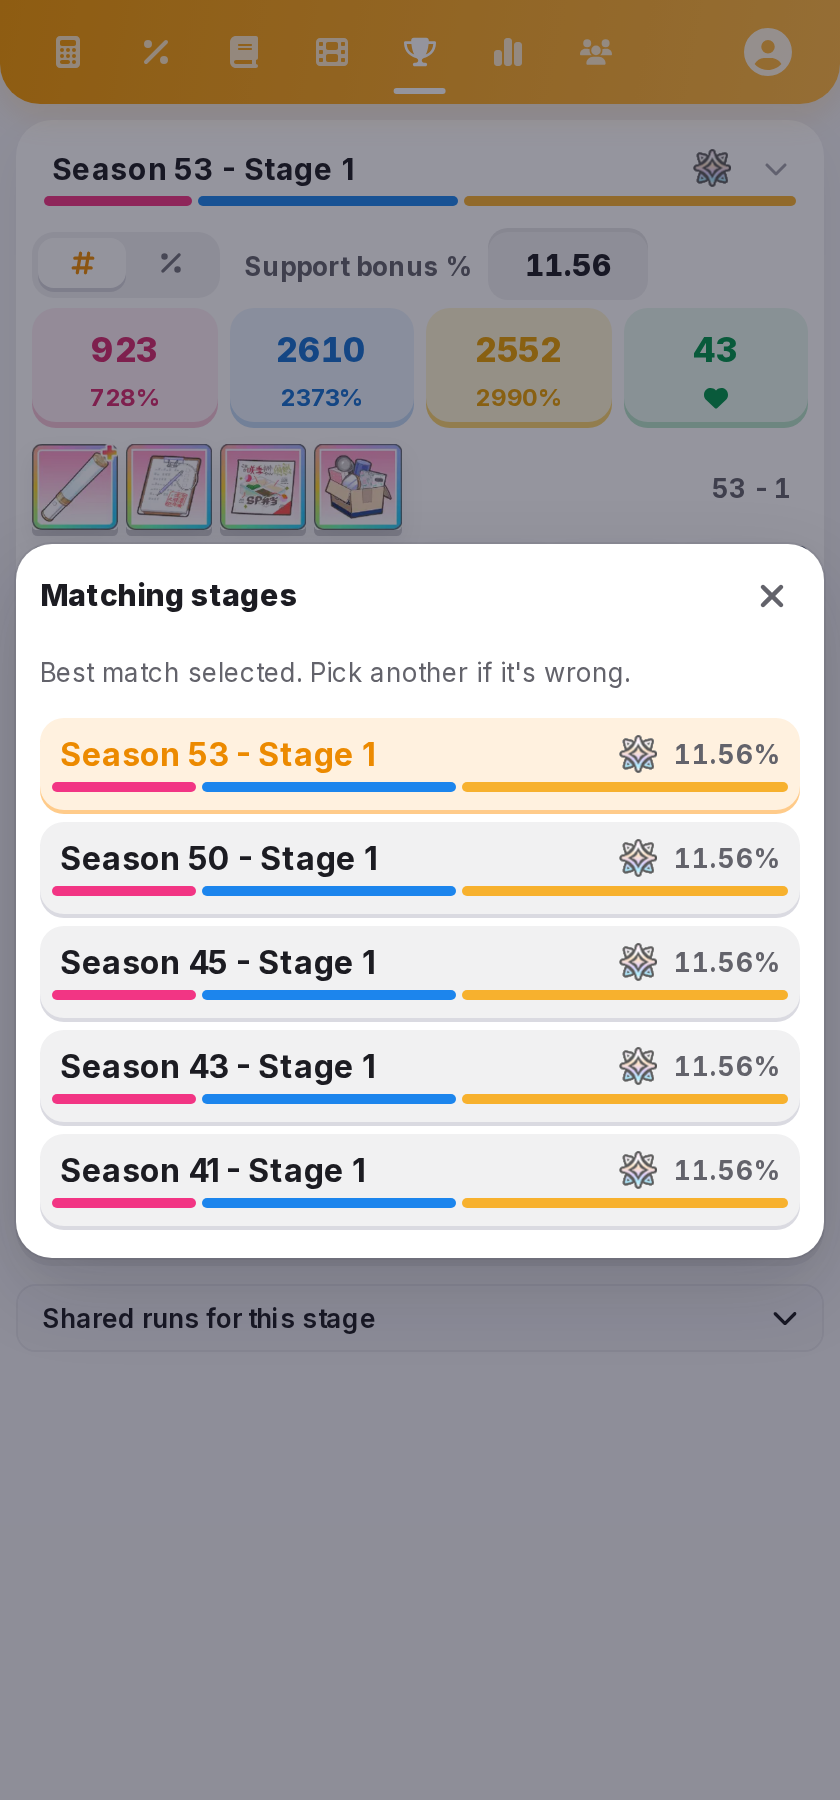 Season 53 - Stage 1
Support bonus % 11.56
923 2610 2552 43
728% 2373% 2990%
53 - 1
Matching stages
Best match selected. Pick another if it's wrong.
Season 53 - Stage 1 11.56%
Season 50 - Stage 1 11.56%
Season 45 - Stage 1 11.56%
Season 43 - Stage 1 11.56%
Season 41 - Stage 1 11.56%
Shared runs for this stage